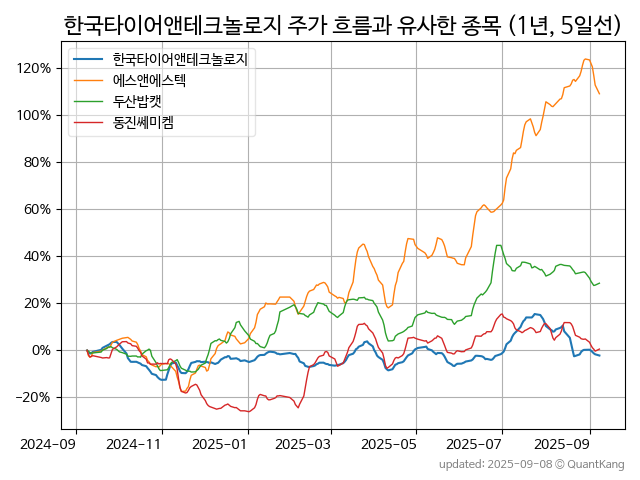 한국타이어앤테크놀로지 주가 흐름과 유사한 종목 (1년, 5일선)
한국타이어앤테크놀로지
에스앤에스텍
두산밥캣
동진쎄미켐
120%
100%
80%
60%
40%
20%
0%
−20%
2024-09
2024-11
2025-01
2025-03
2025-05
2025-07
2025-09
updated: 2025-09-08 © QuantKang